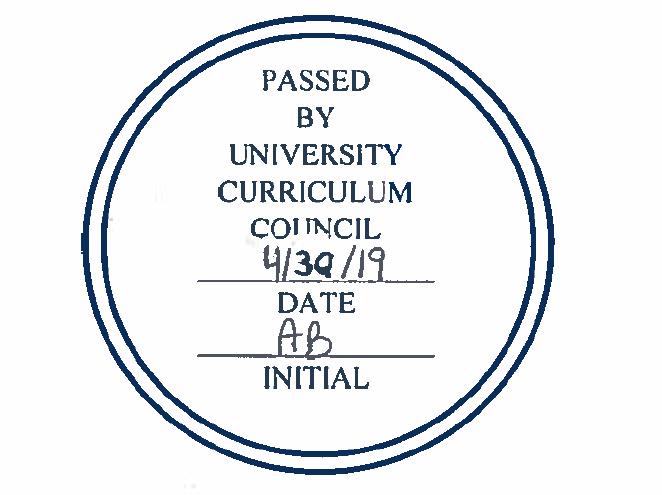 PASSED
BY
UNIVERSITY
CURRICULUM
COUNCIL
4/30/19
DATE
AB
INITIAL